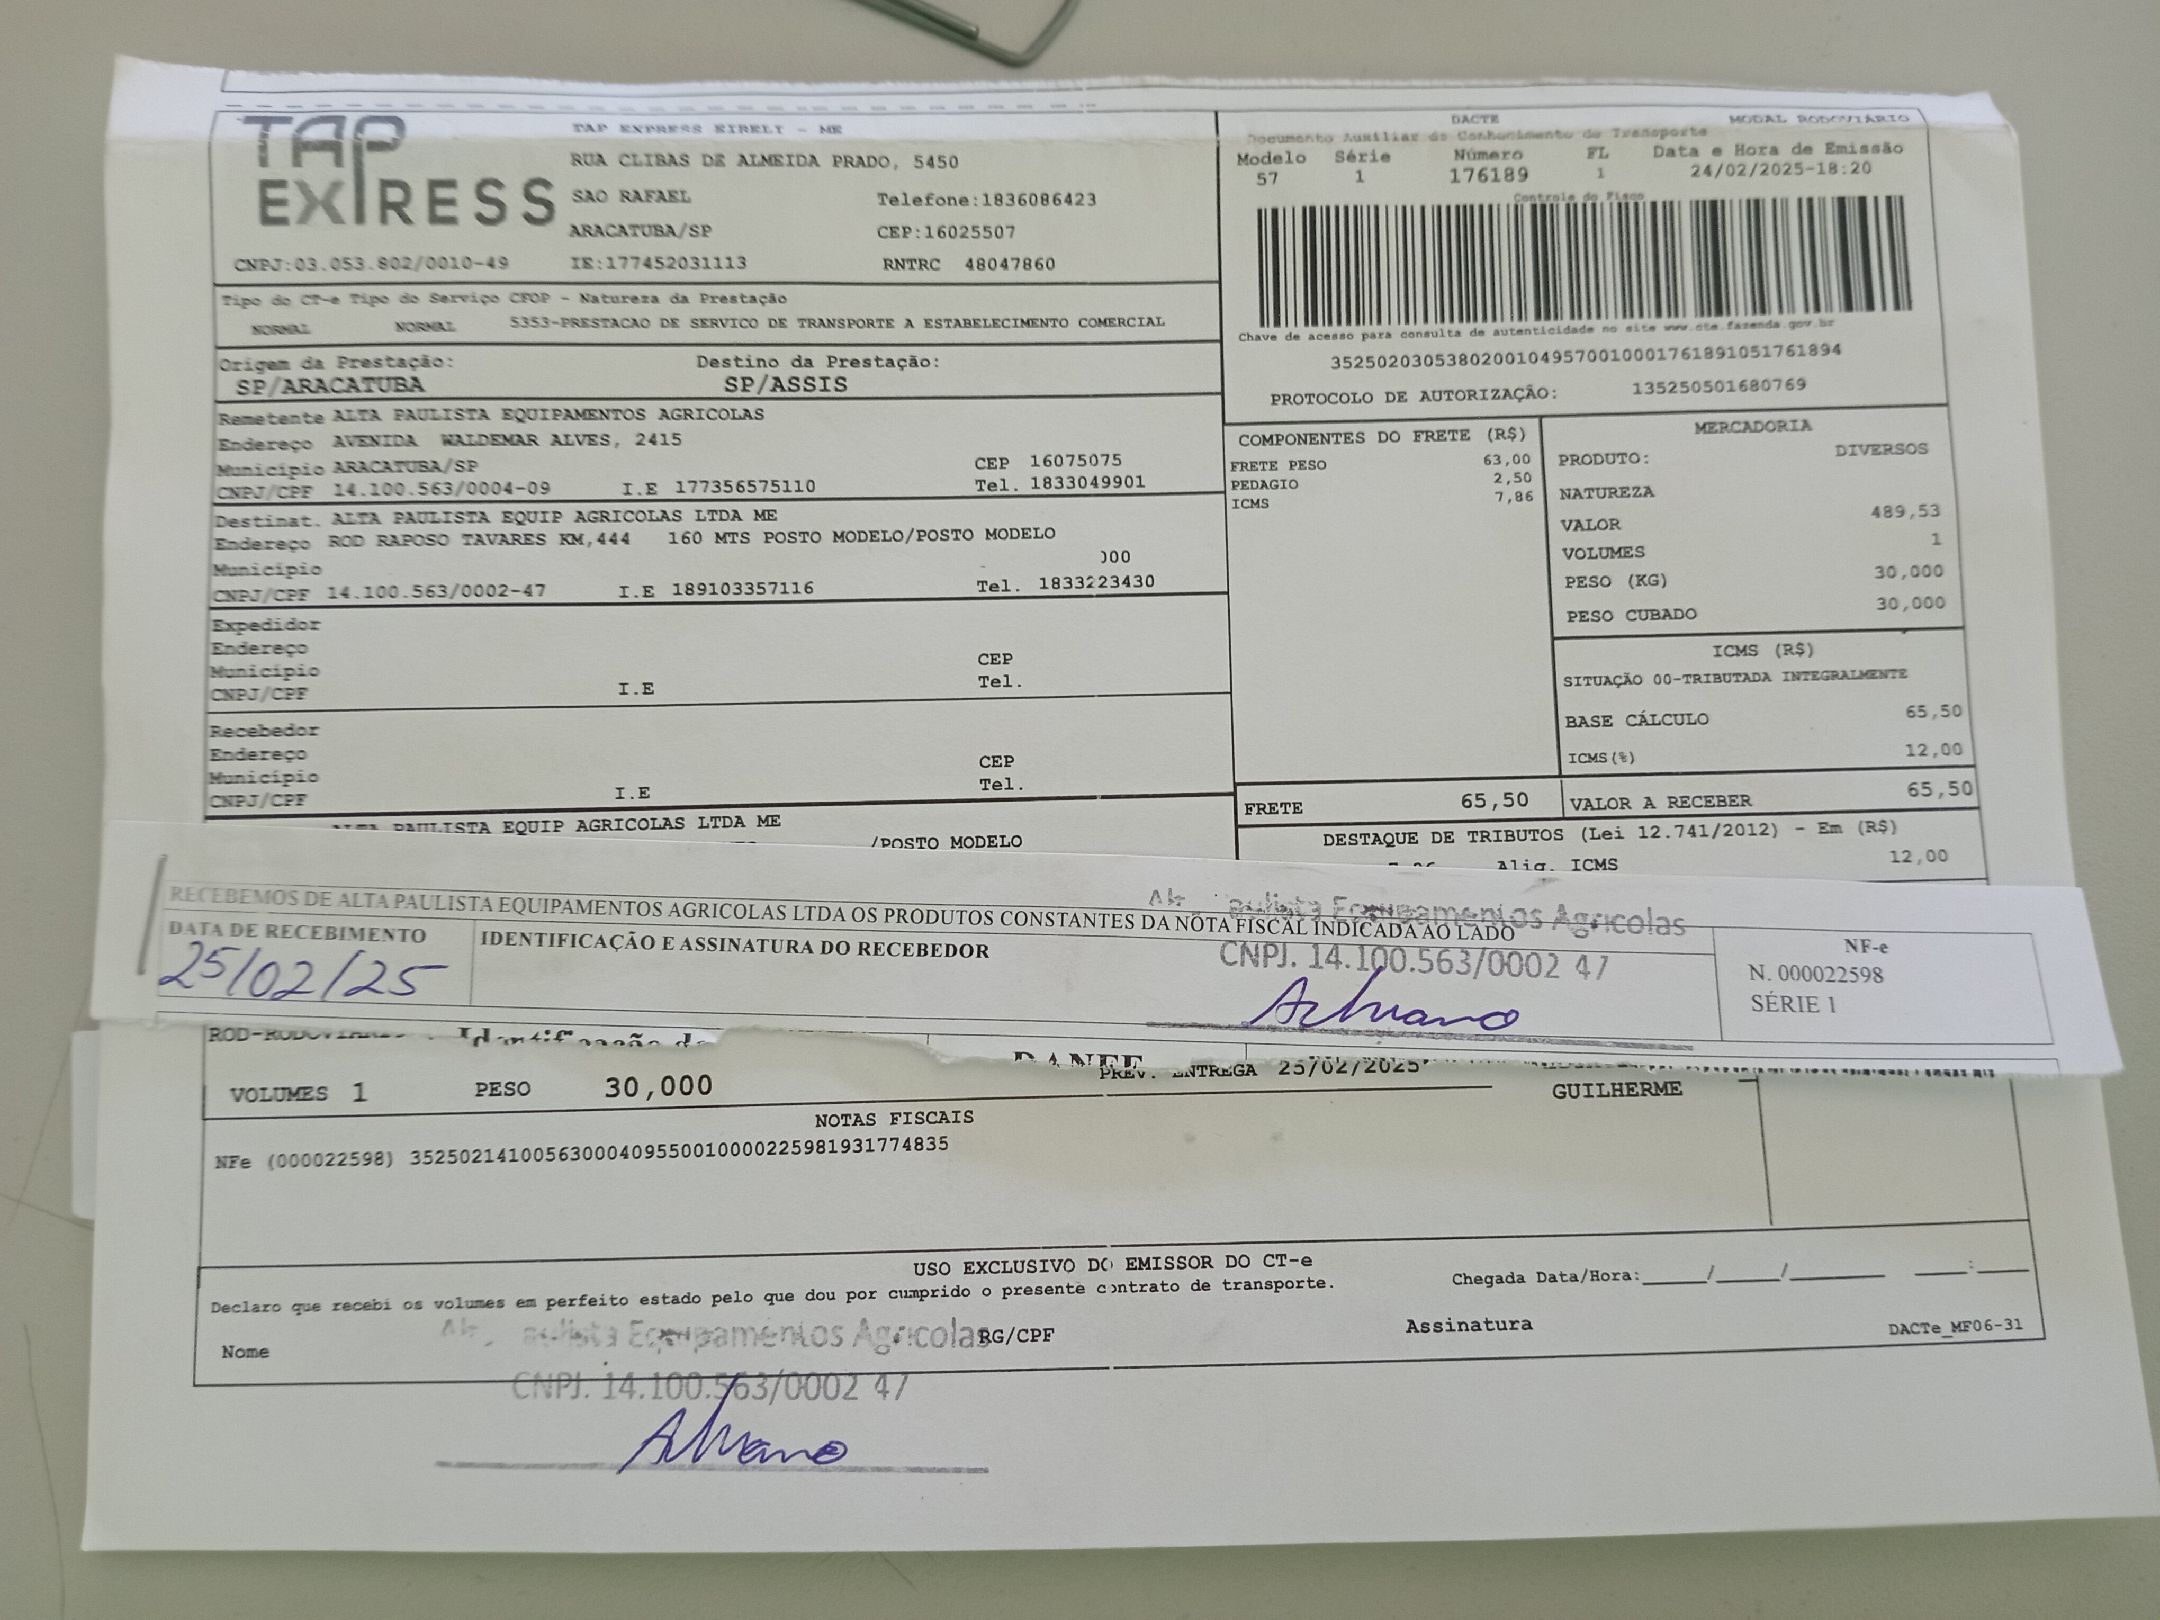 TAP EXPRESS
TAP EXPRESS EIRELI - ME
RUA CLIBAS DE ALMEIDA PRADO, 5450
SAO RAFAEL Telefone:1836086423
ARACATUBA/SP CEP:16025507
CNPJ:03.053.802/0010-49 IE:177452031113 RNTRC 48047860
DACTE MODAL RODOVIÁRIO
Documento Auxiliar do Conhecimento de Transporte
Modelo Série Número FL Data e Hora de Emissão
57 1 176189 1 24/02/2025-18:20
Controle do Fisco
Chave de acesso para consulta de autenticidade no site www.cte.fazenda.gov.br
35250203053802001049570010001761891051761894
PROTOCOLO DE AUTORIZAÇÃO: 135250501680769
Tipo do CT-e Tipo do Serviço CFOP - Natureza da Prestação
NORMAL NORMAL 5353-PRESTACAO DE SERVICO DE TRANSPORTE A ESTABELECIMENTO COMERCIAL
Origem da Prestação: Destino da Prestação:
SP/ARACATUBA SP/ASSIS
Remetente ALTA PAULISTA EQUIPAMENTOS AGRICOLAS
Endereço AVENIDA WALDEMAR ALVES, 2415
Município ARACATUBA/SP CEP 16075075
CNPJ/CPF 14.100.563/0004-09 I.E 177356575110 Tel. 1833049901
Destinat. ALTA PAULISTA EQUIP AGRICOLAS LTDA ME
Endereço ROD RAPOSO TAVARES KM,444 160 MTS POSTO MODELO/POSTO MODELO
Município 000
CNPJ/CPF 14.100.563/0002-47 I.E 189103357116 Tel. 1833223430
Expedidor
Endereço
Município CEP
CNPJ/CPF I.E Tel.
Recebedor
Endereço
Município CEP
CNPJ/CPF I.E Tel.
ALTA PAULISTA EQUIP AGRICOLAS LTDA ME
/POSTO MODELO
COMPONENTES DO FRETE (R$)
FRETE PESO 63,00
PEDAGIO 2,50
ICMS 7,86
MERCADORIA
PRODUTO: DIVERSOS
NATUREZA
VALOR 489,53
VOLUMES 1
PESO (KG) 30,000
PESO CUBADO 30,000
ICMS (R$)
SITUAÇÃO 00-TRIBUTADA INTEGRALMENTE
BASE CÁLCULO 65,50
ICMS(%) 12,00
FRETE 65,50 VALOR A RECEBER 65,50
DESTAQUE DE TRIBUTOS (Lei 12.741/2012) - Em (R$)
Aliq. ICMS 12,00
RECEBEMOS DE ALTA PAULISTA EQUIPAMENTOS AGRICOLAS LTDA OS PRODUTOS CONSTANTES DA NOTA FISCAL INDICADA AO LADO
DATA DE RECEBIMENTO IDENTIFICAÇÃO E ASSINATURA DO RECEBEDOR
25/02/25
Equipamentos Agricolas
CNPJ. 14.100.563/0002 47
NF-e
N. 000022598
SÉRIE 1
Identificação de
DANFE
PREV. ENTREGA 25/02/2025
VOLUMES 1 PESO 30,000 GUILHERME
NOTAS FISCAIS
NFe (000022598) 35250214100563000409550010000225981931774835
USO EXCLUSIVO DO EMISSOR DO CT-e
Declaro que recebi os volumes em perfeito estado pelo que dou por cumprido o presente contrato de transporte. Chegada Data/Hora:____/____/______ ____:____
Nome RG/CPF Assinatura DACTe_MF06-31
Equipamentos Agricolas
CNPJ. 14.100.563/0002 47